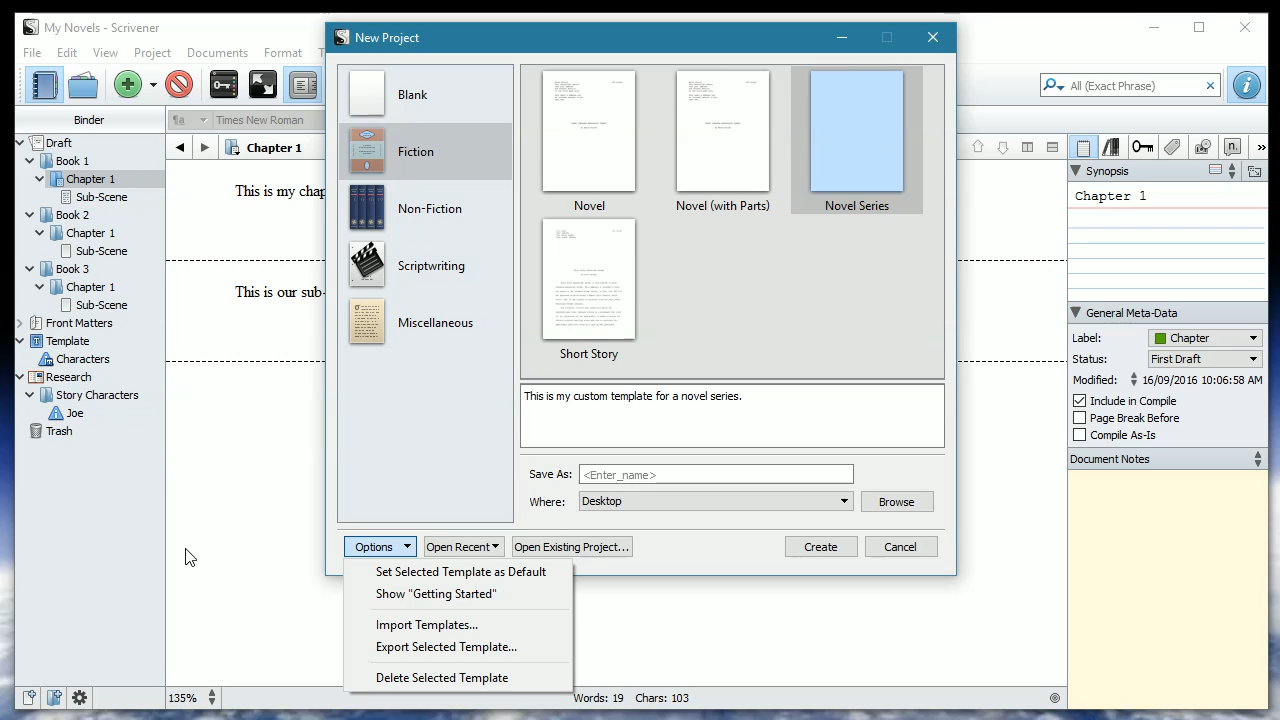 My Novels - Scrivener
File Edit View Project Documents Format
All (Exact Phrase)
Binder
Times New Roman
Draft
Book 1
Chapter 1
Sub-Scene
Book 2
Chapter 1
Sub-Scene
Book 3
Chapter 1
Sub-Scene
Front Matters
Template
Characters
Research
Story Characters
Joe
Trash
Chapter 1
This is my chap
This is our sub
135%
Words: 19 Chars: 103
New Project
Blank
Fiction
Non-Fiction
Scriptwriting
Miscellaneous
Novel
Novel (with Parts)
Novel Series
Short Story
This is my custom template for a novel series.
Save As: <Enter_name>
Where: Desktop Browse
Options Open Recent Open Existing Project... Create Cancel
Set Selected Template as Default
Show "Getting Started"
Import Templates...
Export Selected Template...
Delete Selected Template
Synopsis
Chapter 1
General Meta-Data
Label: Chapter
Status: First Draft
Modified: 16/09/2016 10:06:58 AM
Include in Compile
Page Break Before
Compile As-Is
Document Notes